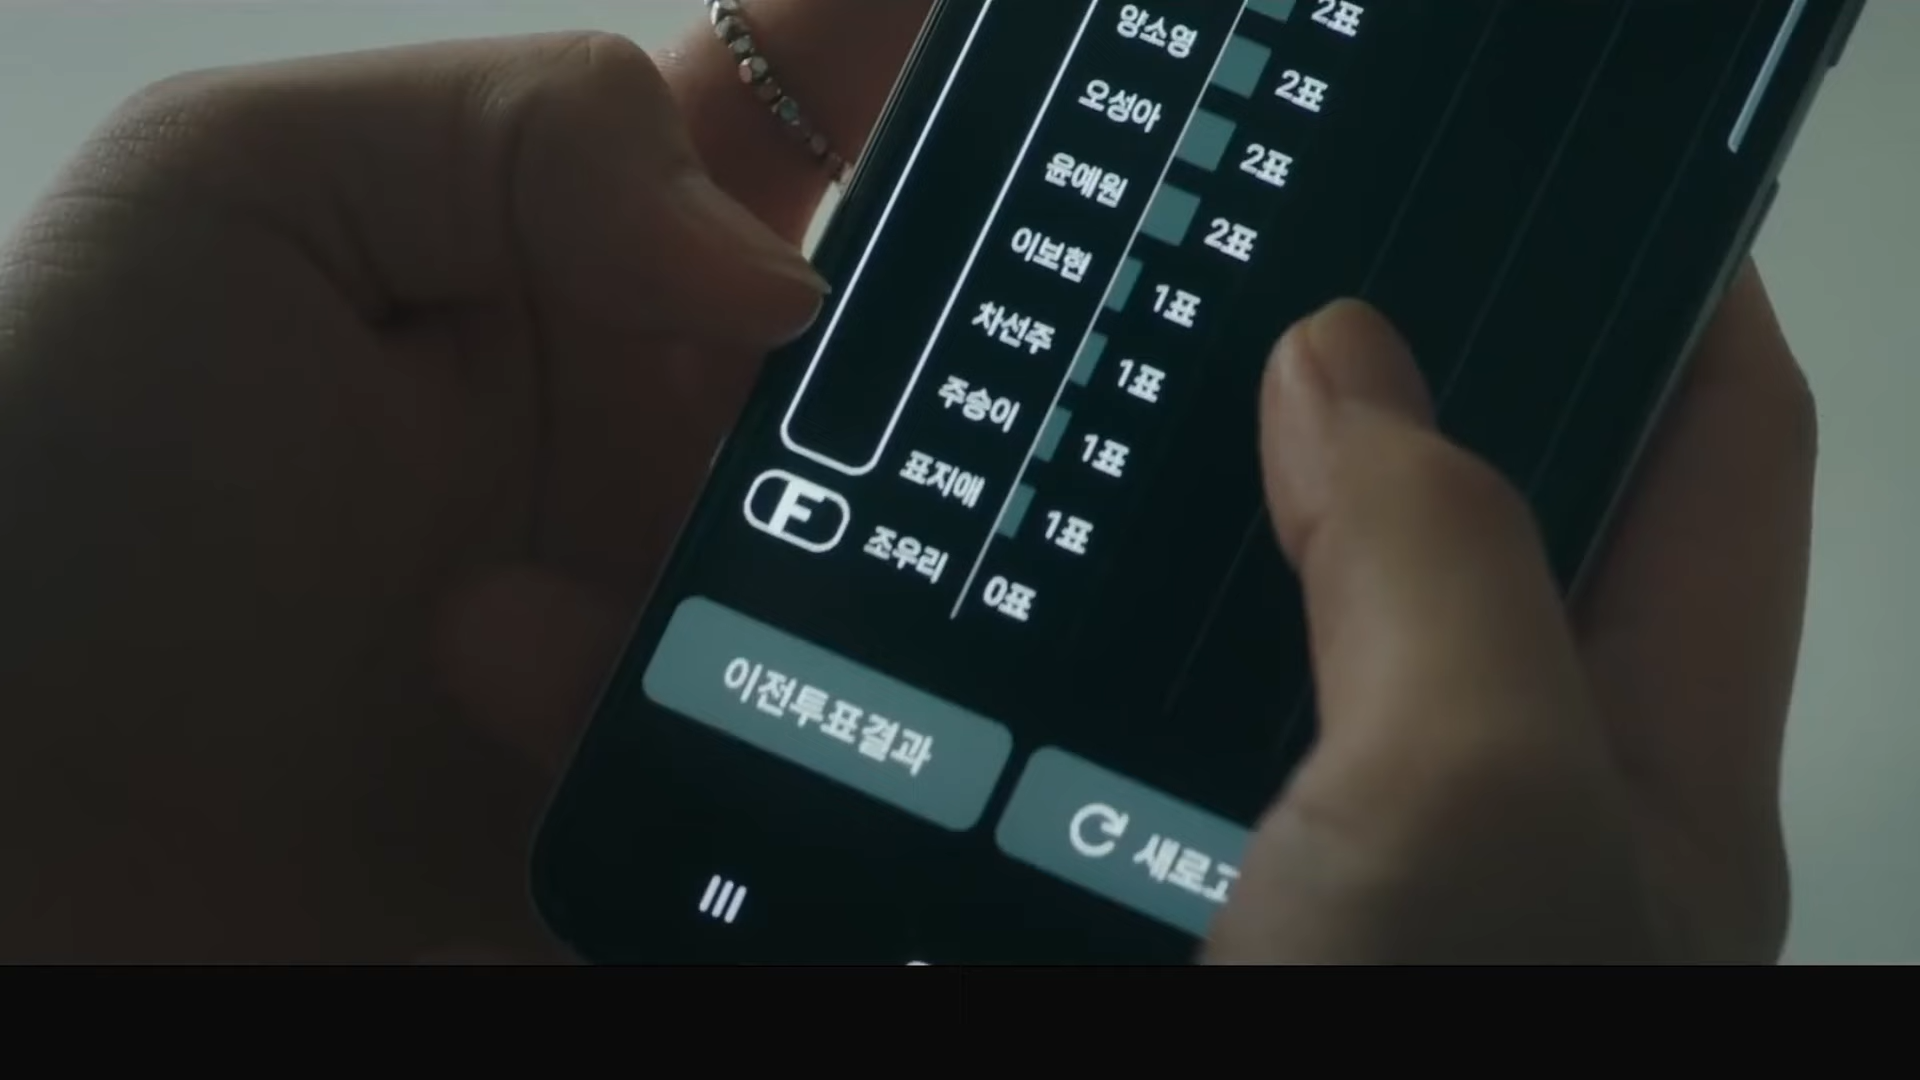 2표
양소영 2표
오성아 2표
윤예원 2표
이보현 1표
차선주 1표
주승이 1표
표지애 1표
F 조우리 0표
이전투표결과
새로고